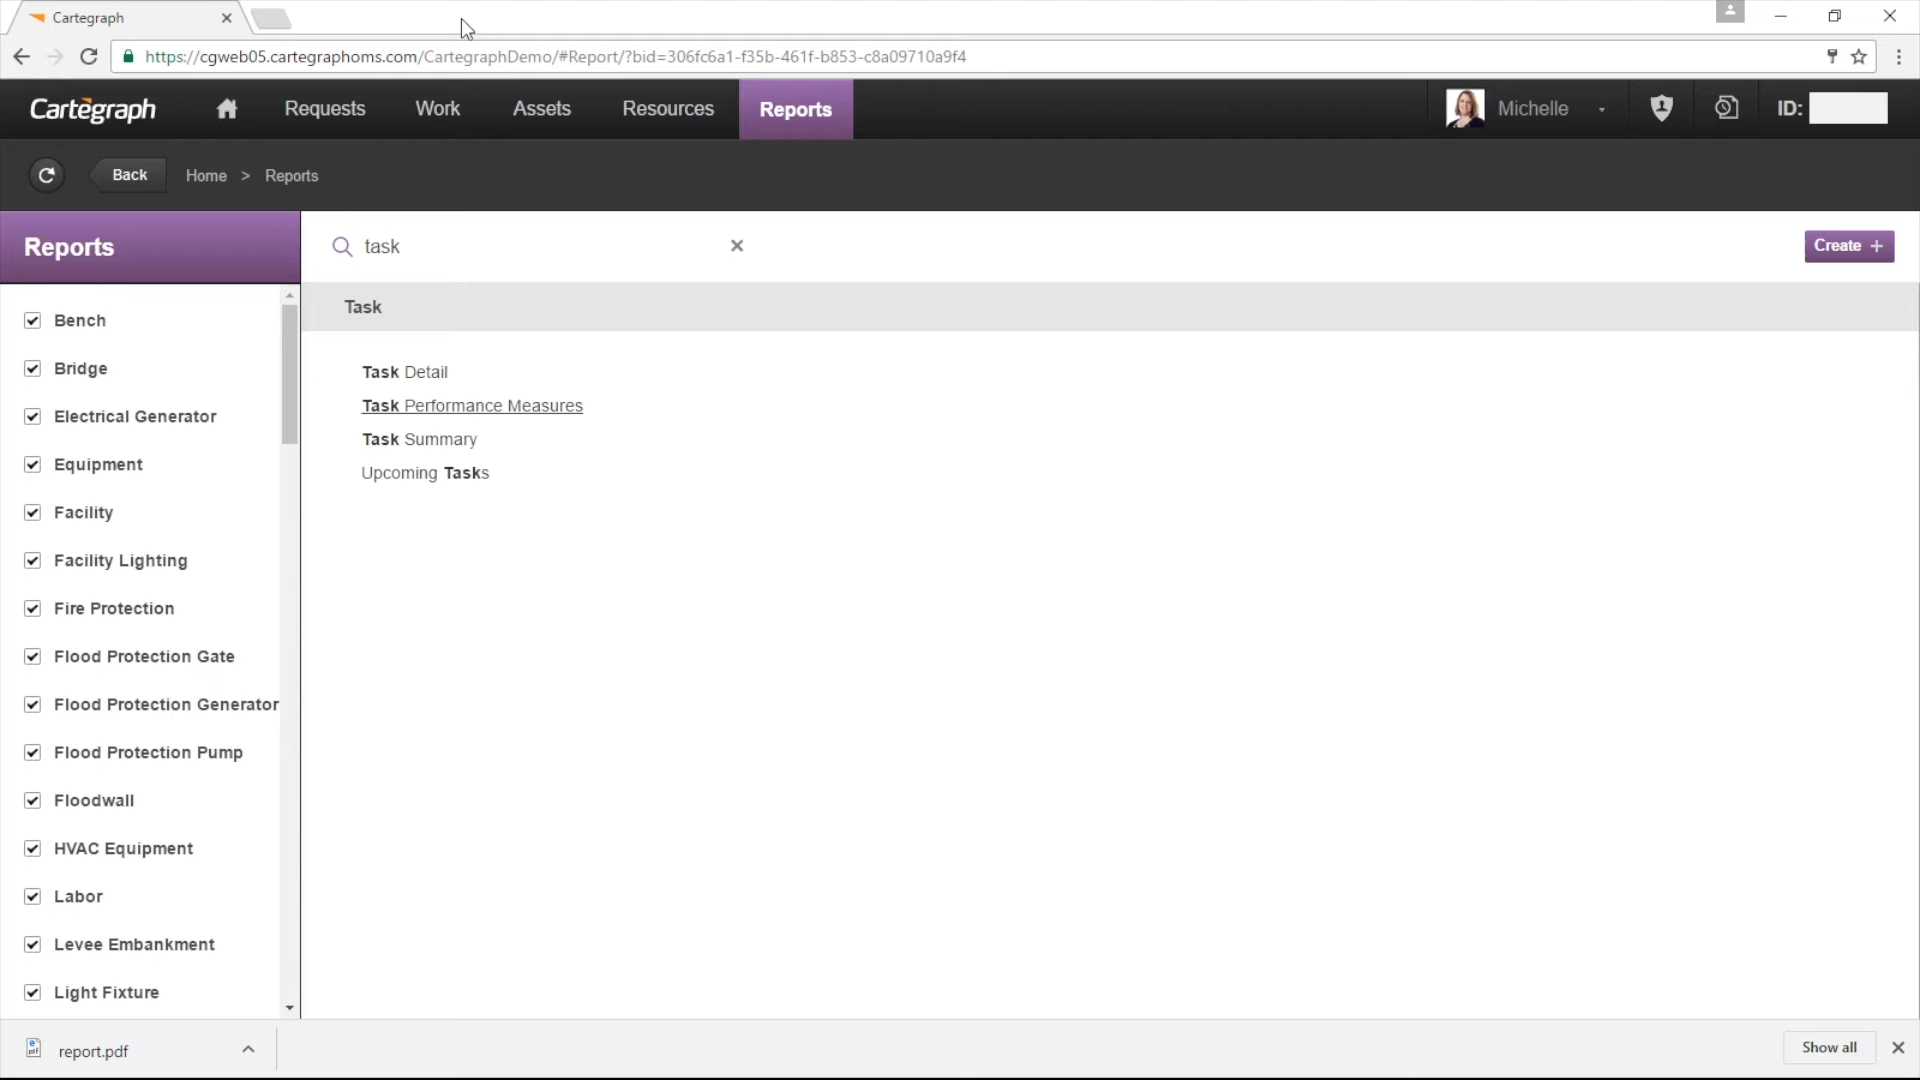 Cartegraph
https://cgweb05.cartegraphoms.com/CartegraphDemo/#Report/?bid=306fc6a1-f35b-461f-b853-c8a09710a9f4
Cartegraph Requests Work Assets Resources Reports Michelle ID:
Back Home > Reports
Reports
task
Create +
Task
Task Detail
Task Performance Measures
Task Summary
Upcoming Tasks
Bench
Bridge
Electrical Generator
Equipment
Facility
Facility Lighting
Fire Protection
Flood Protection Gate
Flood Protection Generator
Flood Protection Pump
Floodwall
HVAC Equipment
Labor
Levee Embankment
Light Fixture
report.pdf
Show all